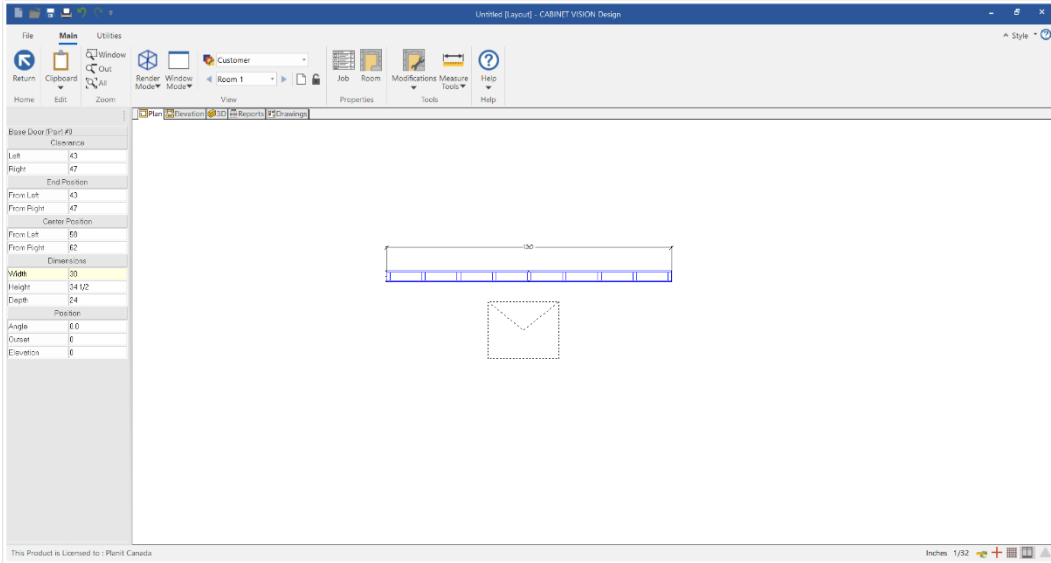 Untitled [Layout] - CABINET VISION Design
File Main Utilities
Style
Window
Out
All
Customer
Room 1
Return Clipboard Render Mode Window Mode Job Room Modifications Measure Tools Help
Home Edit Zoom View Properties Tools Help
Plan Elevation 3D Reports Drawings
Base Door (Pair) #0
Clearance
Left 43
Right 47
End Position
From Left 43
From Right 47
Center Position
From Left 58
From Right 62
Dimensions
Width 30
Height 34 1/2
Depth 24
Position
Angle 0.0
Outset 0
Elevation 0
This Product is Licensed to : Planit Canada
Inches 1/32